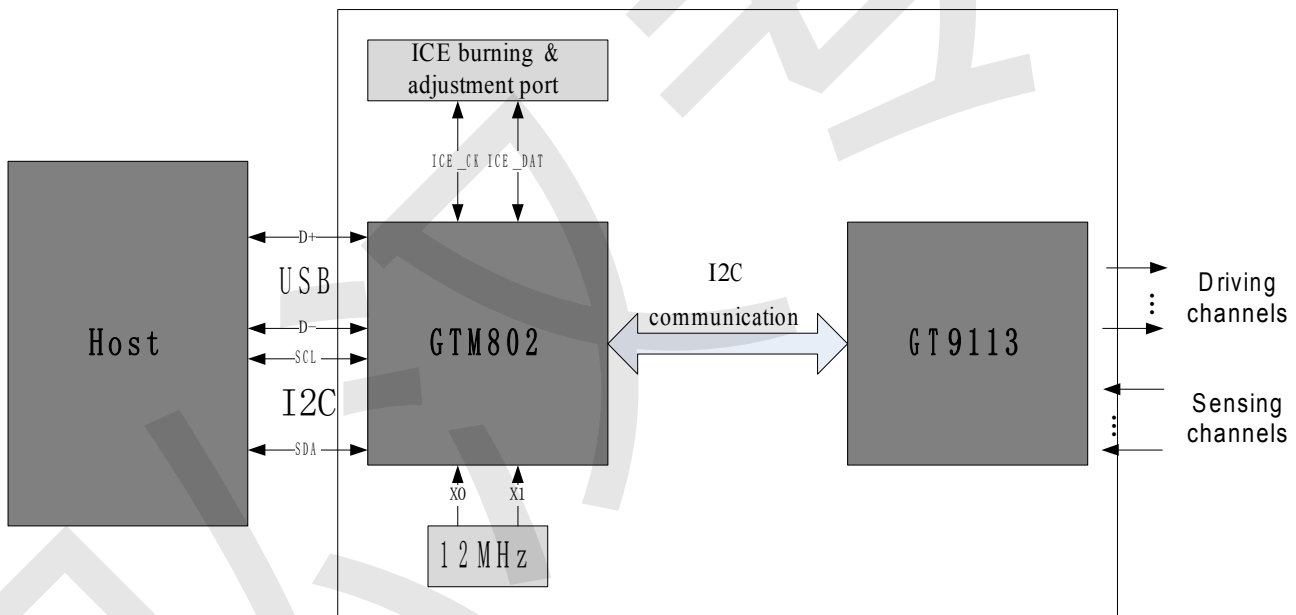 ICE burning &
adjustment port
ICE_CK ICE_DAT
D+
USB
D-
SCL
I2C
SDA
Host
GTM802
I2C
communication
GT9113
Driving
channels
Sensing
channels
X0 X1
12MHz